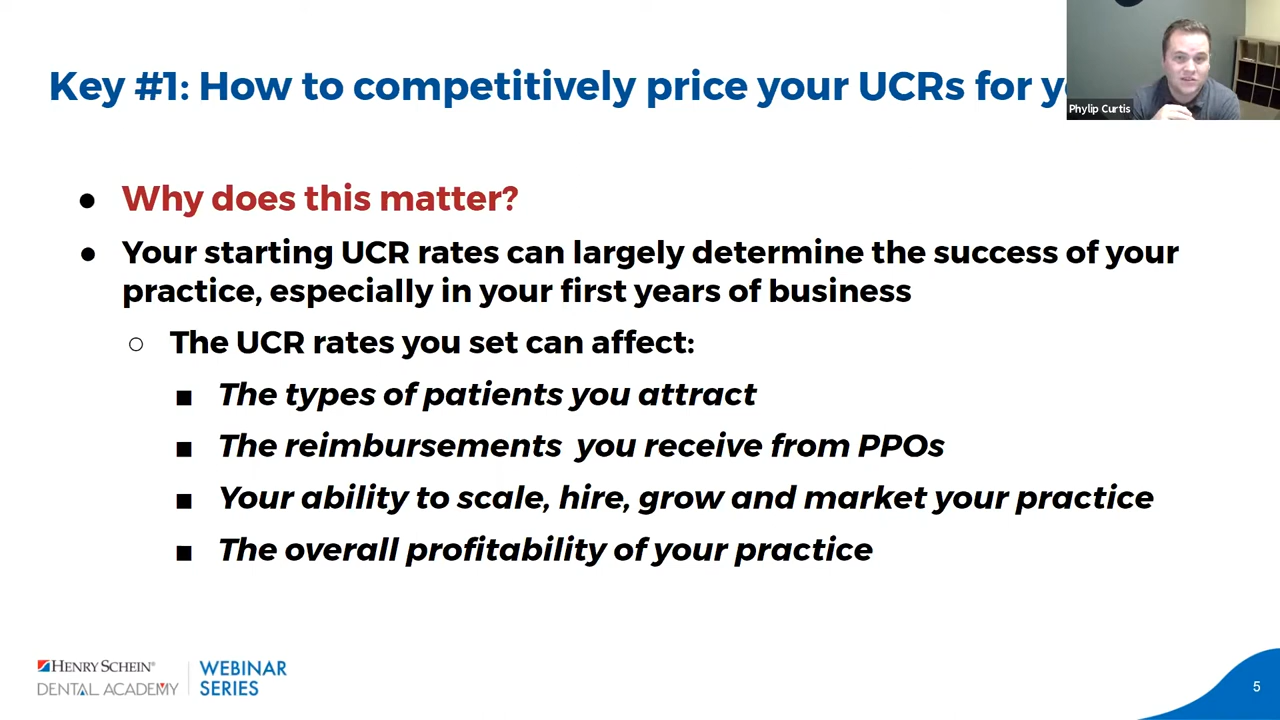 Key #1: How to competitively price your UCRs for
Phylip Curtis
● Why does this matter?
● Your starting UCR rates can largely determine the success of your
practice, especially in your first years of business
○ The UCR rates you set can affect:
■ The types of patients you attract
■ The reimbursements you receive from PPOs
■ Your ability to scale, hire, grow and market your practice
■ The overall profitability of your practice
HENRY SCHEIN®
DENTAL ACADEMY
WEBINAR
SERIES
5